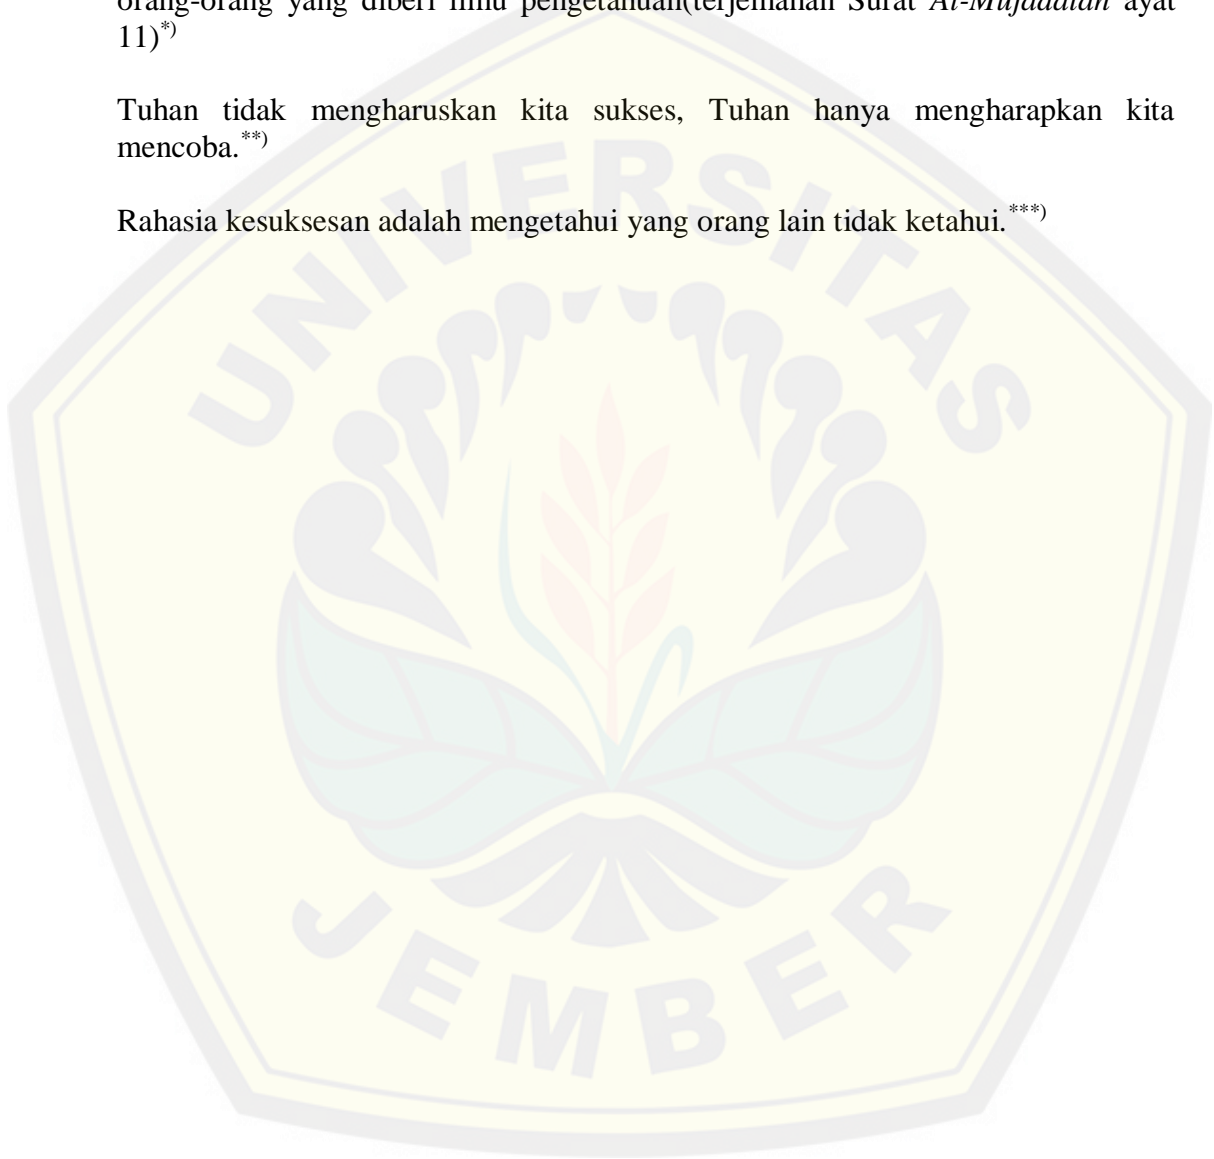 orang-orang yang diberi ilmu pengetahuan(terjemahan Surat Al-Mujadalah ayat
11)*)
Tuhan tidak mengharuskan kita sukses, Tuhan hanya mengharapkan kita
mencoba.**)
Rahasia kesuksesan adalah mengetahui yang orang lain tidak ketahui.***)
UNIVERSITAS
JEMBER